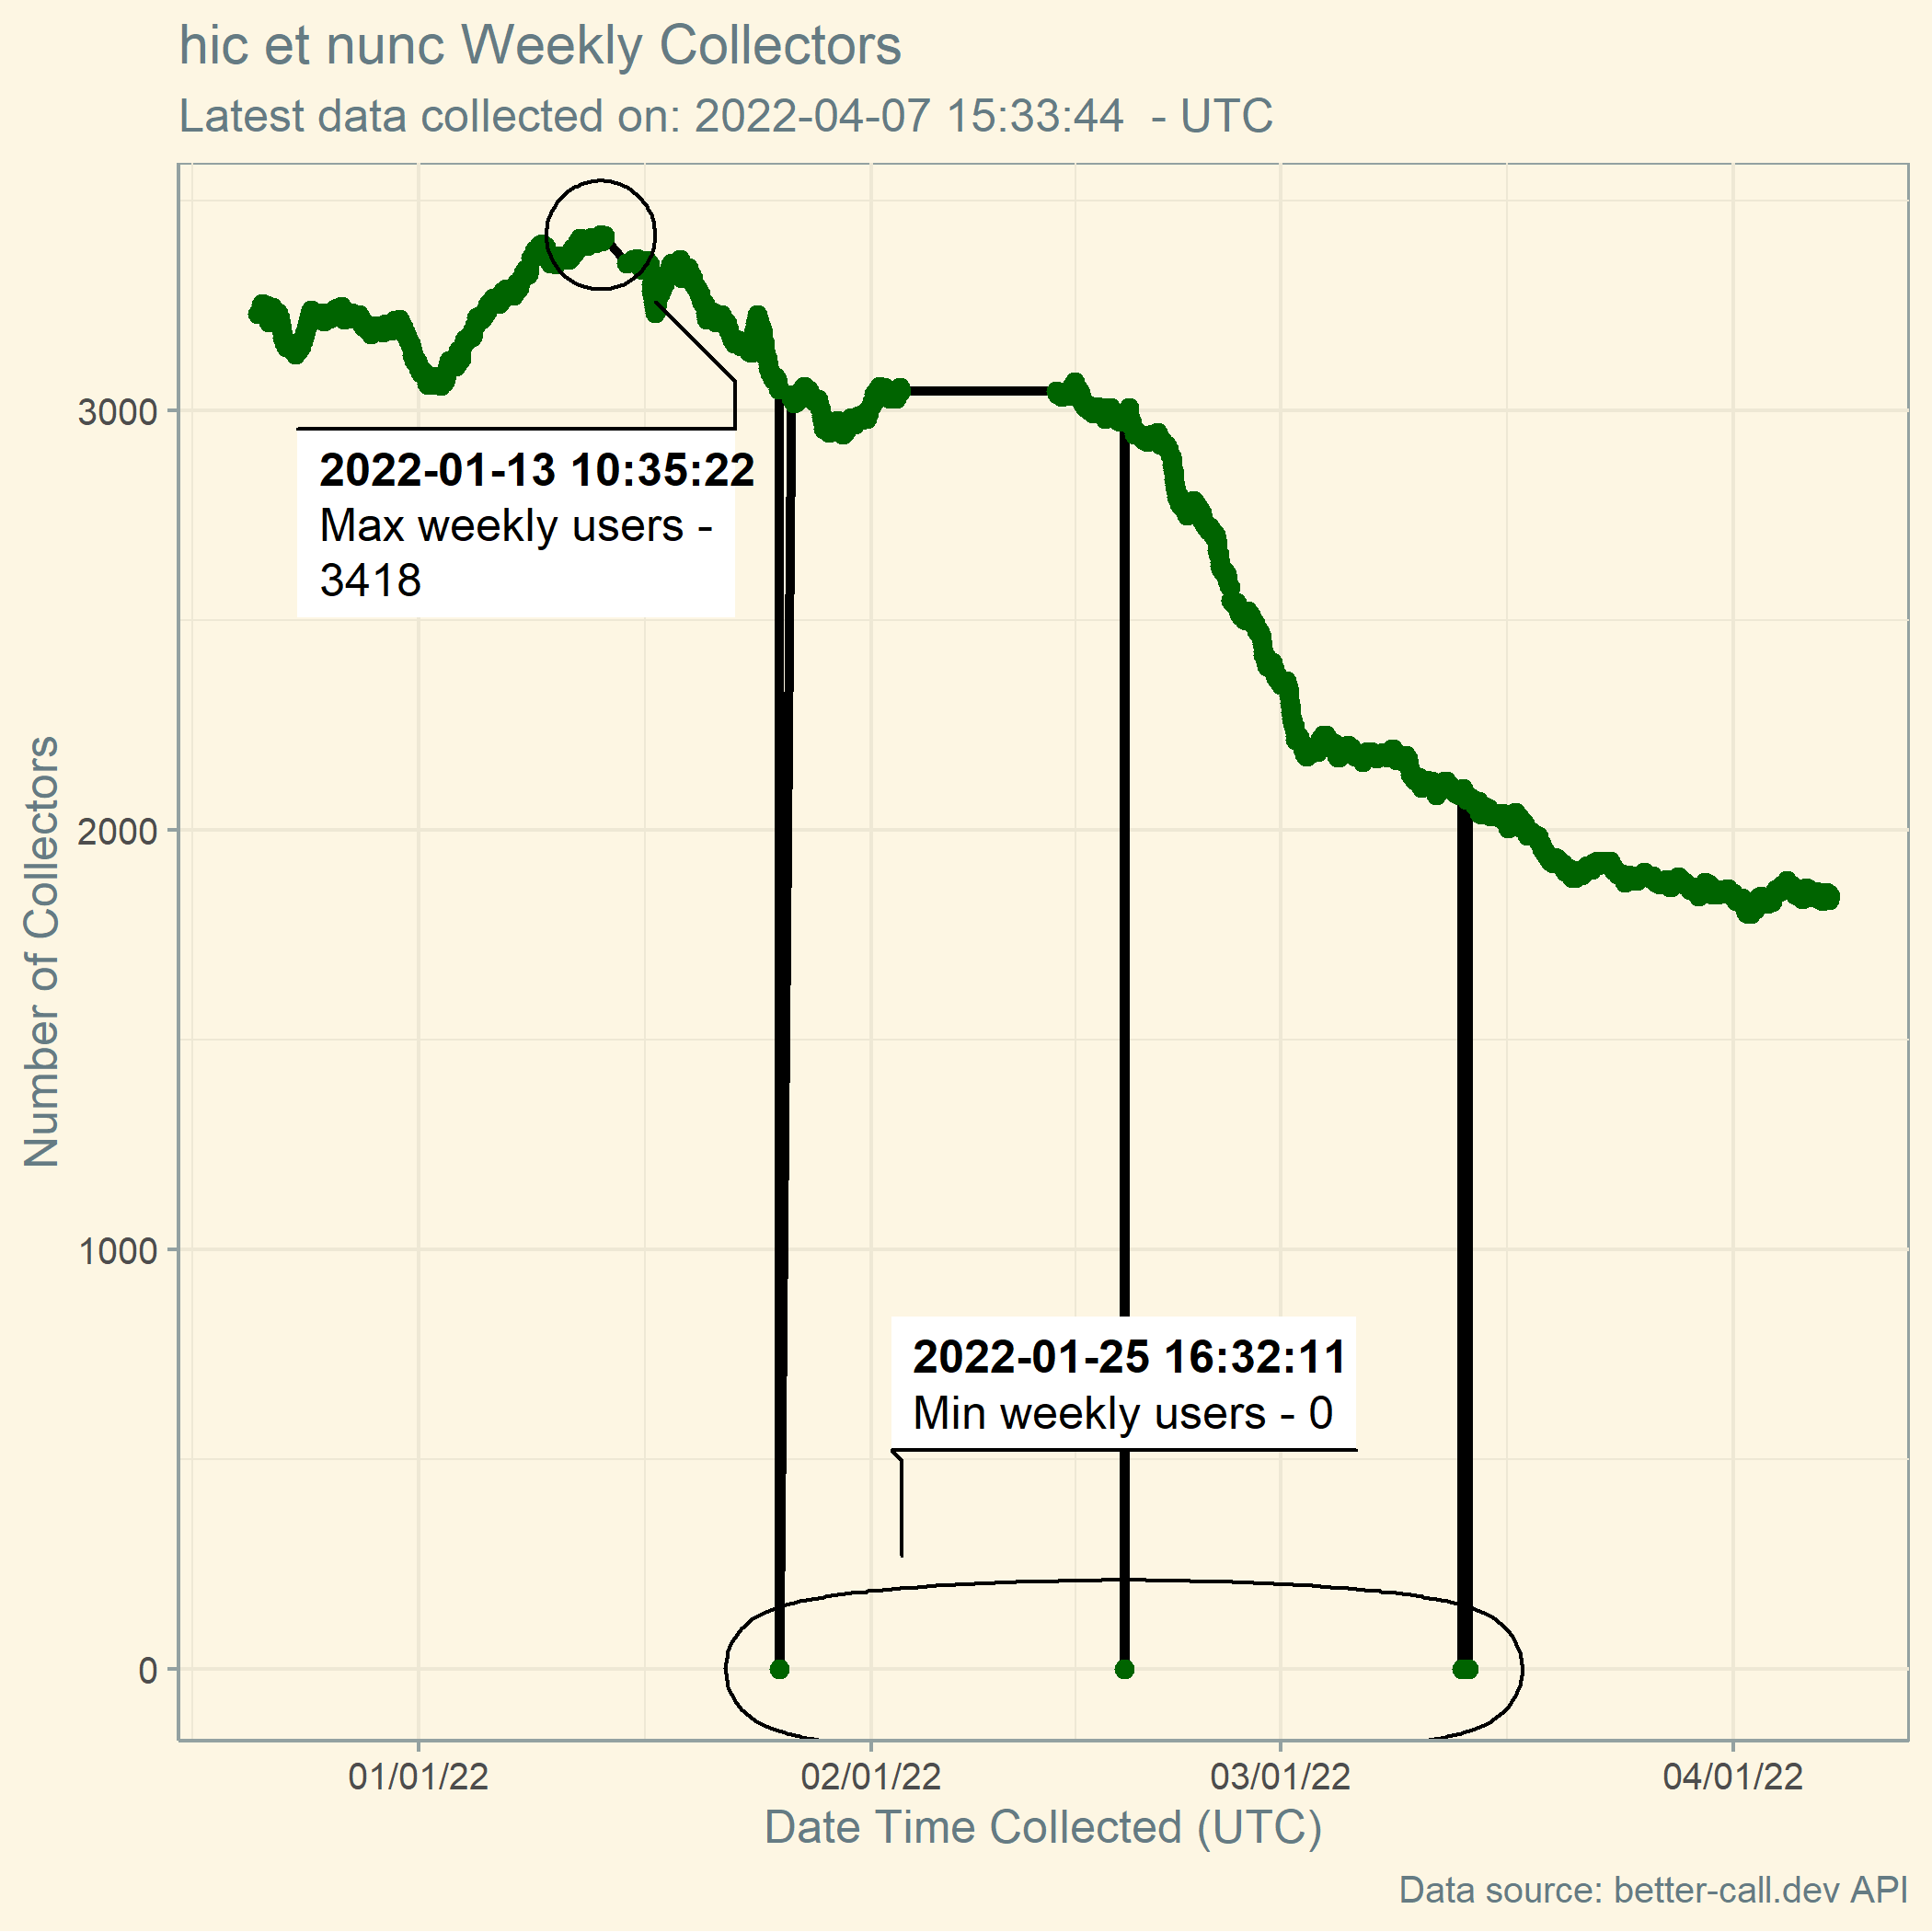 hic et nunc Weekly Collectors
Latest data collected on: 2022-04-07 15:33:44  - UTC
Number of Collectors
3000
2000
1000
0
2022-01-13 10:35:22
Max weekly users -
3418
2022-01-25 16:32:11
Min weekly users - 0
01/01/22
02/01/22
03/01/22
04/01/22
Date Time Collected (UTC)
Data source: better-call.dev API